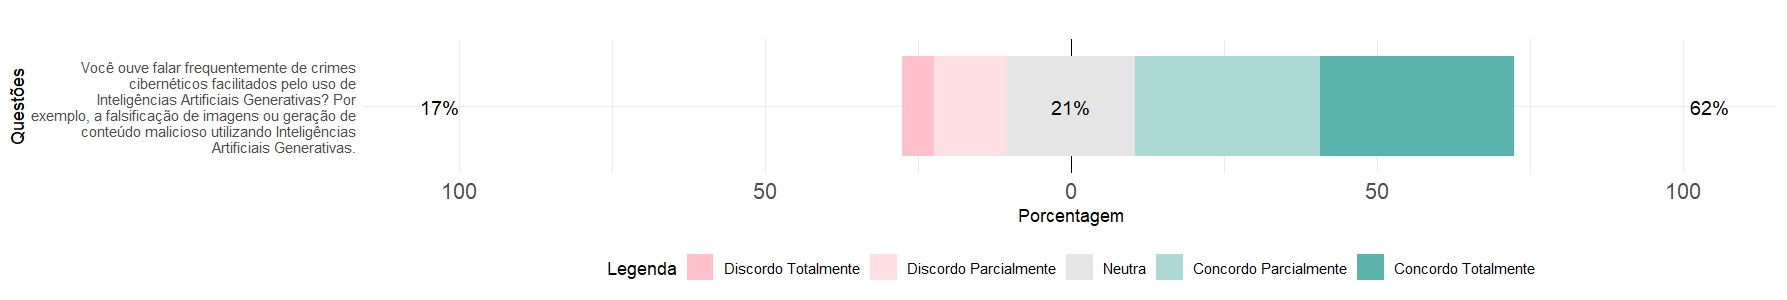 Questões
Você ouve falar frequentemente de crimes
cibernéticos facilitados pelo uso de
Inteligências Artificiais Generativas? Por
exemplo, a falsificação de imagens ou geração de
conteúdo malicioso utilizando Inteligências
Artificiais Generativas.
17% 21% 62%
100 50 0 50 100
Porcentagem
Legenda Discordo Totalmente Discordo Parcialmente Neutra Concordo Parcialmente Concordo Totalmente